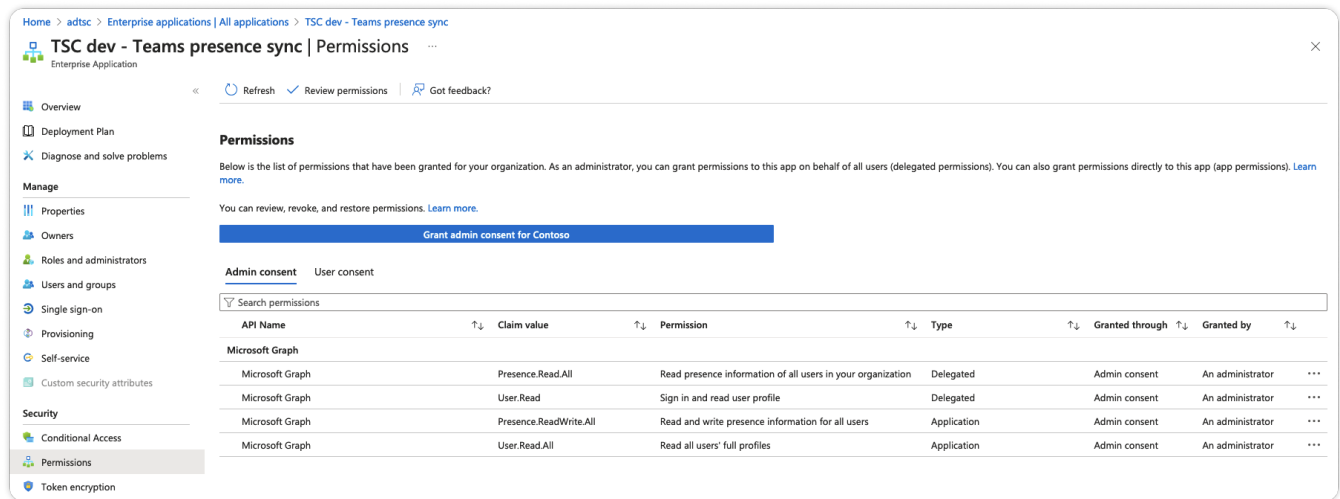 Home > adtsc > Enterprise applications | All applications > TSC dev - Teams presence sync
TSC dev - Teams presence sync | Permissions ...
Enterprise Application
«
Overview
Deployment Plan
Diagnose and solve problems
Manage
Properties
Owners
Roles and administrators
Users and groups
Single sign-on
Provisioning
Self-service
Custom security attributes
Security
Conditional Access
Permissions
Token encryption
Refresh Review permissions Got feedback?
Permissions
Below is the list of permissions that have been granted for your organization. As an administrator, you can grant permissions to this app on behalf of all users (delegated permissions). You can also grant permissions directly to this app (app permissions). Learn
more.
You can review, revoke, and restore permissions. Learn more.
Grant admin consent for Contoso
Admin consent User consent
Search permissions
API Name Claim value Permission Type Granted through Granted by
Microsoft Graph
Microsoft Graph Presence.Read.All Read presence information of all users in your organization Delegated Admin consent An administrator
Microsoft Graph User.Read Sign in and read user profile Delegated Admin consent An administrator
Microsoft Graph Presence.ReadWrite.All Read and write presence information for all users Application Admin consent An administrator
Microsoft Graph User.Read.All Read all users' full profiles Application Admin consent An administrator